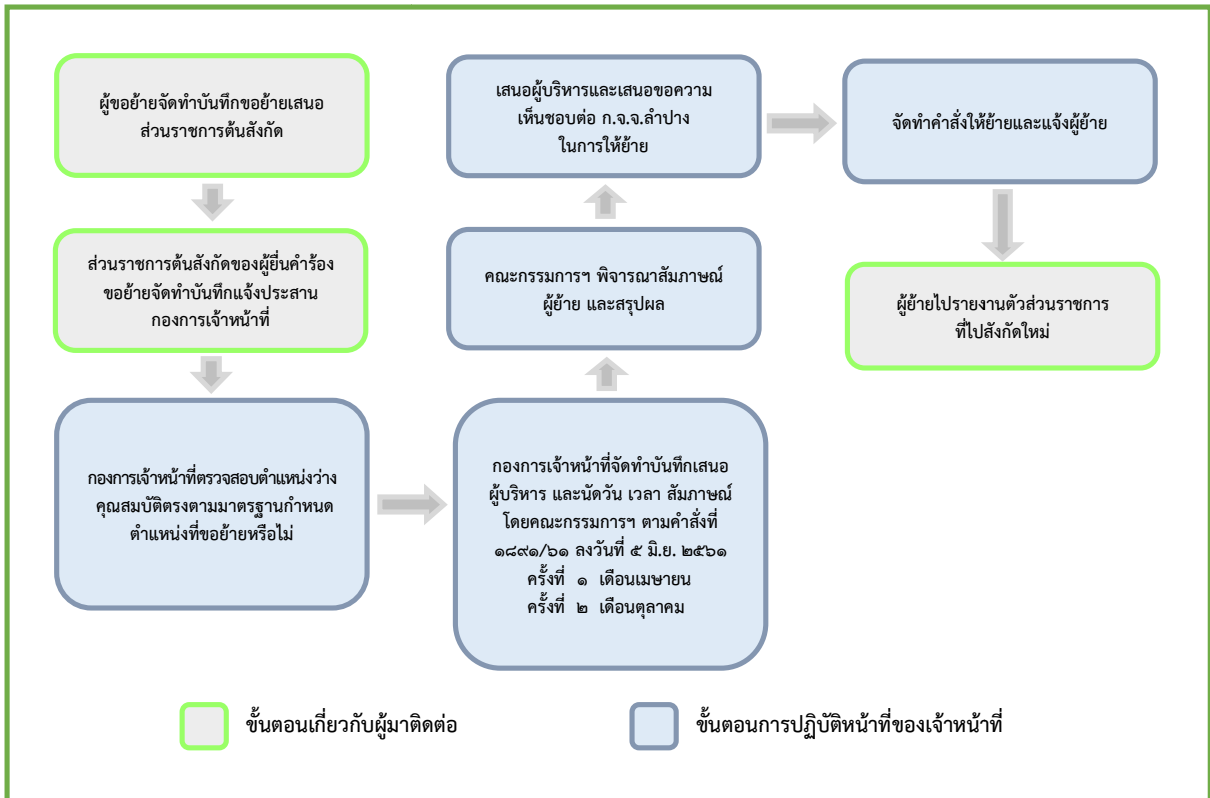 ผู้ขอย้ายจัดทำบันทึกขอย้ายเสนอ
ส่วนราชการต้นสังกัด
ส่วนราชการต้นสังกัดของผู้ยื่นคำร้อง
ขอย้ายจัดทำบันทึกแจ้งประสาน
กองการเจ้าหน้าที่
กองการเจ้าหน้าที่ตรวจสอบตำแหน่งว่าง
คุณสมบัติตรงตามมาตรฐานกำหนด
ตำแหน่งที่ขอย้ายหรือไม่
กองการเจ้าหน้าที่จัดทำบันทึกเสนอ
ผู้บริหาร และนัดวัน เวลา สัมภาษณ์
โดยคณะกรรมการฯ ตามคำสั่งที่
๑๘๙๑/๖๑ ลงวันที่ ๕ มิ.ย. ๒๕๖๑
ครั้งที่ ๑ เดือนเมษายน
ครั้งที่ ๒ เดือนตุลาคม
คณะกรรมการฯ พิจารณาสัมภาษณ์
ผู้ย้าย และสรุปผล
เสนอผู้บริหารและเสนอขอความ
เห็นชอบต่อ ก.จ.จ.ลำปาง
ในการให้ย้าย
จัดทำคำสั่งให้ย้ายและแจ้งผู้ย้าย
ผู้ย้ายไปรายงานตัวส่วนราชการ
ที่ไปสังกัดใหม่
ขั้นตอนเกี่ยวกับผู้มาติดต่อ
ขั้นตอนการปฏิบัติหน้าที่ของเจ้าหน้าที่